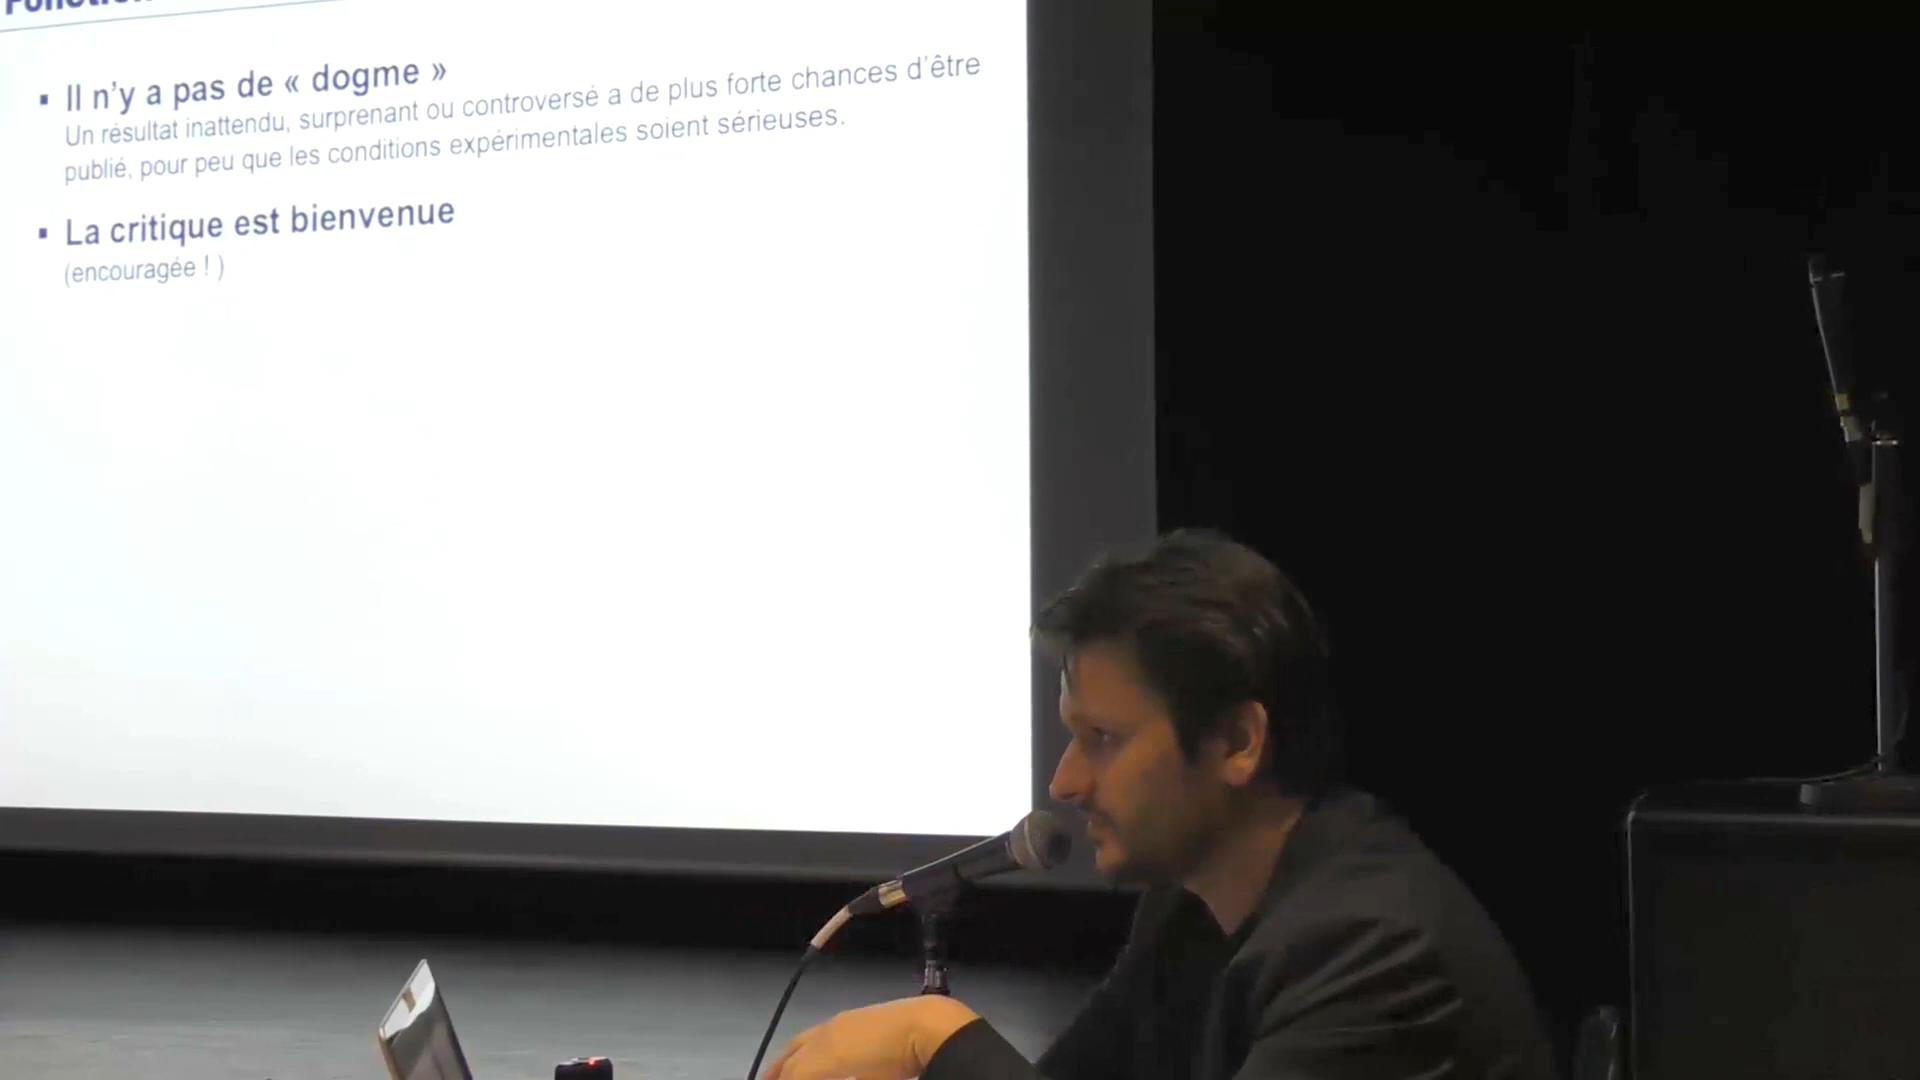 ▪ Il n'y a pas de « dogme »
Un résultat inattendu, surprenant ou controversé a de plus forte chances d'être
publié, pour peu que les conditions expérimentales soient sérieuses.
▪ La critique est bienvenue
(encouragée ! )